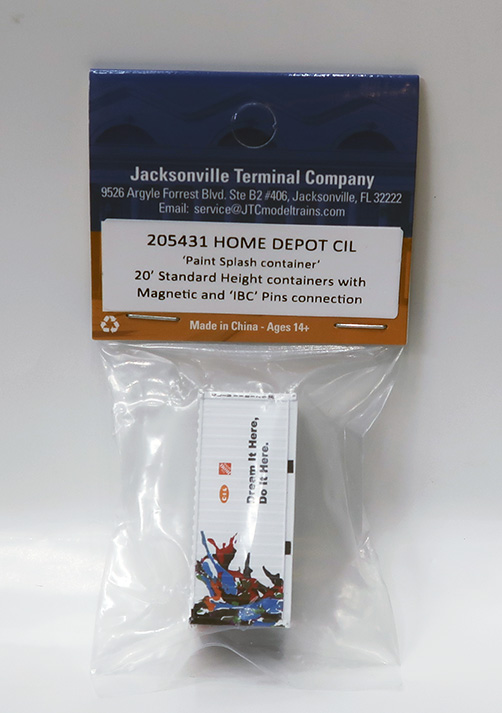 Jacksonville Terminal Company
9526 Argyle Forrest Blvd. Ste B2 #406, Jacksonville, FL 32222
Email: service@JTCmodeltrains.com
205431 HOME DEPOT CIL
‘Paint Splash container’
20’ Standard Height containers with
Magnetic and ‘IBC’ Pins connection
Made in China - Ages 14+
Dream It Here,
Do it Here.
CIL